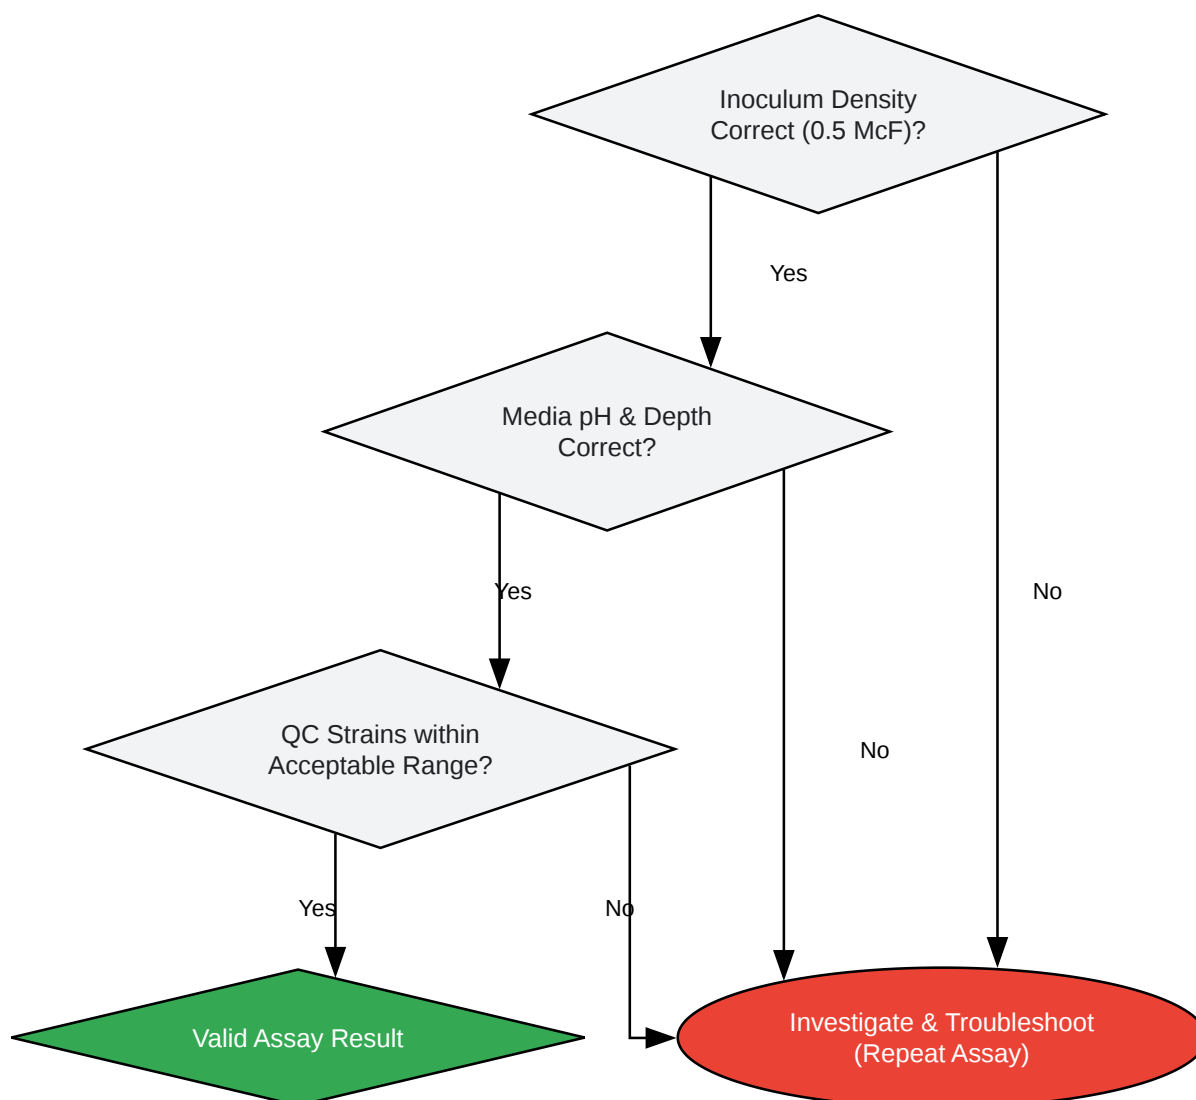 Inoculum Density
Correct (0.5 McF)?
Yes
Media pH & Depth
Correct?
Yes
No
QC Strains within
Acceptable Range?
No
Yes
No
Valid Assay Result
Investigate & Troubleshoot
(Repeat Assay)